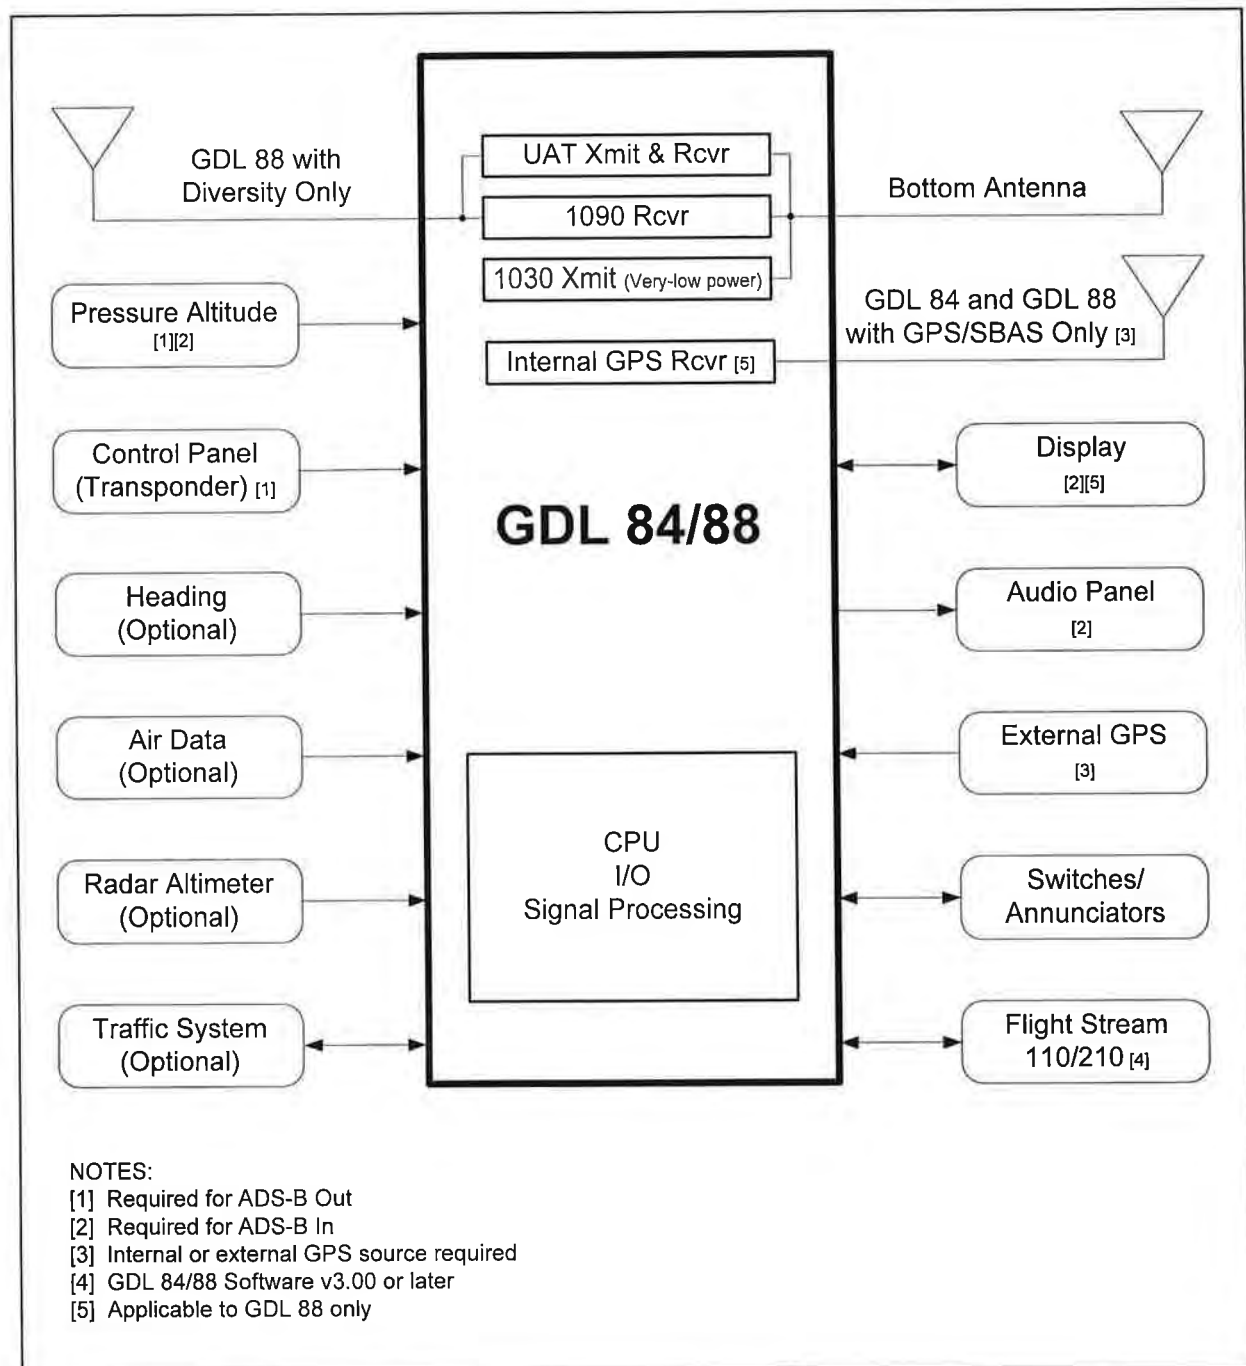 GDL 88 with
Diversity Only
UAT Xmit & Rcvr
1090 Rcvr
Bottom Antenna
1030 Xmit (Very-low power)
Pressure Altitude
[1][2]
GDL 84 and GDL 88
with GPS/SBAS Only [3]
Internal GPS Rcvr [5]
Control Panel
(Transponder) [1]
Display
[2][5]
GDL 84/88
Heading
(Optional)
Audio Panel
[2]
Air Data
(Optional)
External GPS
[3]
CPU
I/O
Signal Processing
Radar Altimeter
(Optional)
Switches/
Annunciators
Traffic System
(Optional)
Flight Stream
110/210 [4]
NOTES:
[1] Required for ADS-B Out
[2] Required for ADS-B In
[3] Internal or external GPS source required
[4] GDL 84/88 Software v3.00 or later
[5] Applicable to GDL 88 only